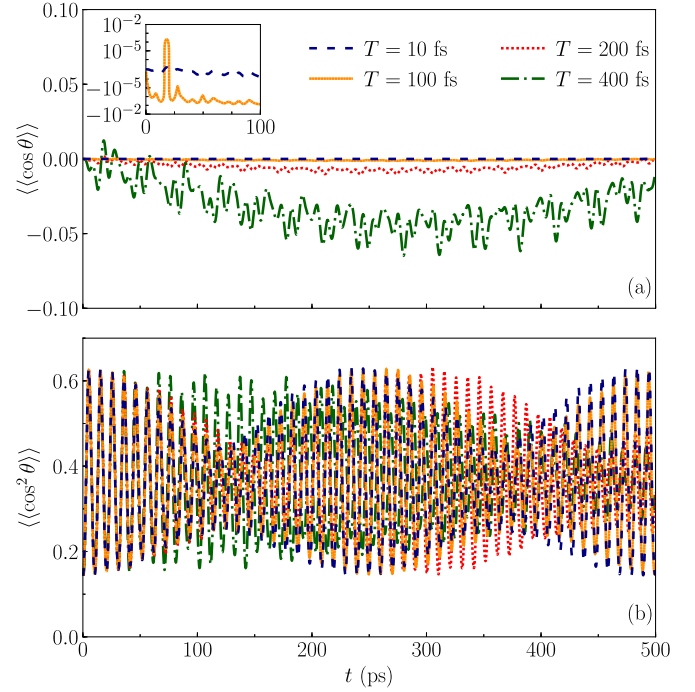 0.10
0.05
0.00
−0.05
−0.10
⟨⟨cos θ⟩⟩
10⁻²
10⁻⁵
−10⁻⁵
−10⁻²
0 100
T = 10 fs
T = 100 fs
T = 200 fs
T = 400 fs
(a)
0.6
0.4
0.2
0.0
⟨⟨cos² θ⟩⟩
(b)
0 100 200 300 400 500
t (ps)